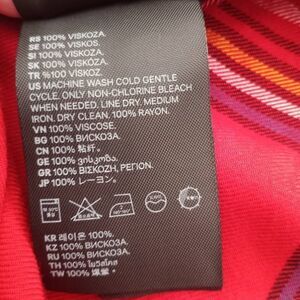 RS 100% VISKOZA.
SE 100% VISKOS.
SI 100% VISKOZA.
SK 100% VISKÓZA.
TR %100 VISKOZ.
US MACHINE WASH COLD GENTLE
CYCLE. ONLY NON-CHLORINE BLEACH
WHEN NEEDED. LINE DRY. MEDIUM
IRON. DRY CLEAN. 100% RAYON.
VN 100% VISCOSE.
BG 100% ВИСКОЗА.
CN 100% 粘纤.
GE 100% ვისკოზა.
GR 100% ΒΙΣΚΟΖΗ, ΡΕΓΙΟΝ.
JP 100% レーヨン.
KR 레이온 100%.
KZ 100% ВИСКОЗА.
RU 100% ВИСКОЗА.
TH 100%
TW 100% 嫘縈.